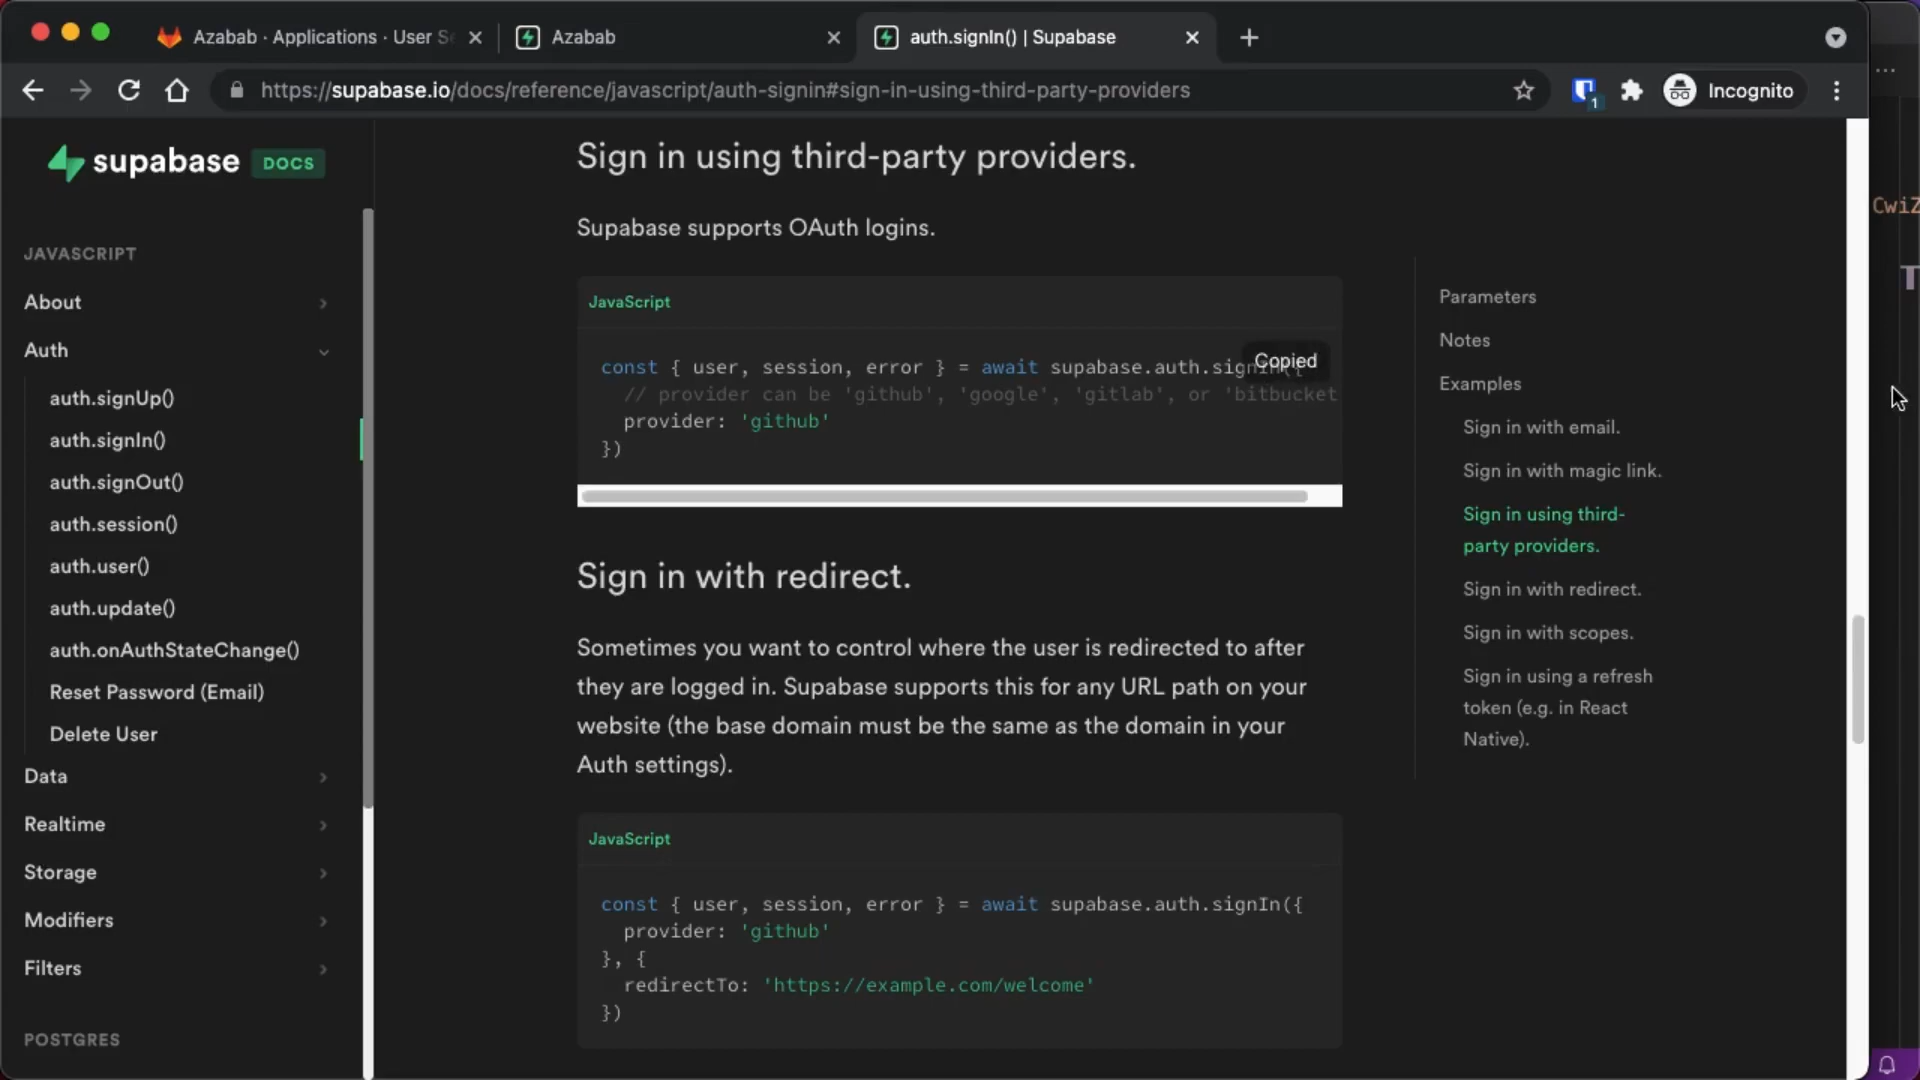 Azabab · Applications · User Se
Azabab
auth.signIn() | Supabase
https://supabase.io/docs/reference/javascript/auth-signin#sign-in-using-third-party-providers
1
Incognito
supabase DOCS
JAVASCRIPT
About
Auth
auth.signUp()
auth.signIn()
auth.signOut()
auth.session()
auth.user()
auth.update()
auth.onAuthStateChange()
Reset Password (Email)
Delete User
Data
Realtime
Storage
Modifiers
Filters
POSTGRES
Sign in using third-party providers.
Supabase supports OAuth logins.
JavaScript
Copied
const { user, session, error } = await supabase.auth.signIn({
// provider can be 'github', 'google', 'gitlab', or 'bitbucket
provider: 'github'
})
Sign in with redirect.
Sometimes you want to control where the user is redirected to after
they are logged in. Supabase supports this for any URL path on your
website (the base domain must be the same as the domain in your
Auth settings).
JavaScript
const { user, session, error } = await supabase.auth.signIn({
provider: 'github'
}, {
redirectTo: 'https://example.com/welcome'
})
Parameters
Notes
Examples
Sign in with email.
Sign in with magic link.
Sign in using third-
party providers.
Sign in with redirect.
Sign in with scopes.
Sign in using a refresh
token (e.g. in React
Native).
CwiZ
T